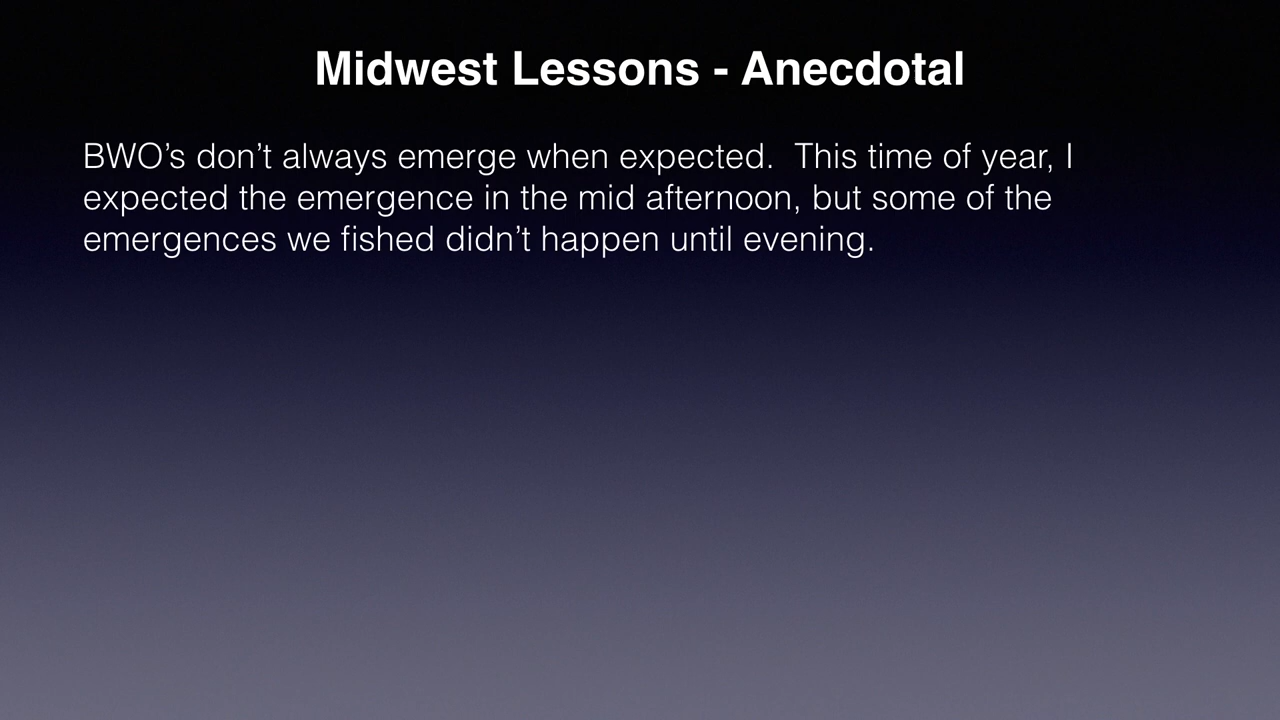 Midwest Lessons - Anecdotal
BWO’s don’t always emerge when expected.  This time of year, I
expected the emergence in the mid afternoon, but some of the
emergences we fished didn’t happen until evening.